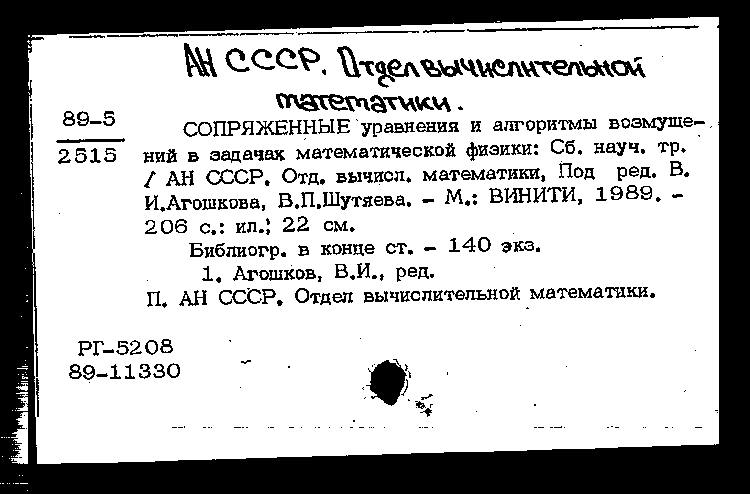 АН СССР. Отдел вычислительной
математики.
89-5
2515
СОПРЯЖЕННЫЕ уравнения и алгоритмы возмуще-
ний в задачах математической физики: Сб. науч. тр.
/ АН СССР. Отд. вычисл. математики, Под ред. В.
И.Агошкова, В.П.Шутяева. - М.: ВИНИТИ, 1989. -
206 с.: ил.; 22 см.
Библиогр. в конце ст. - 140 экз.
1. Агошков, В.И., ред.
П. АН СССР. Отдел вычислительной математики.
РГ-5208
89-11330